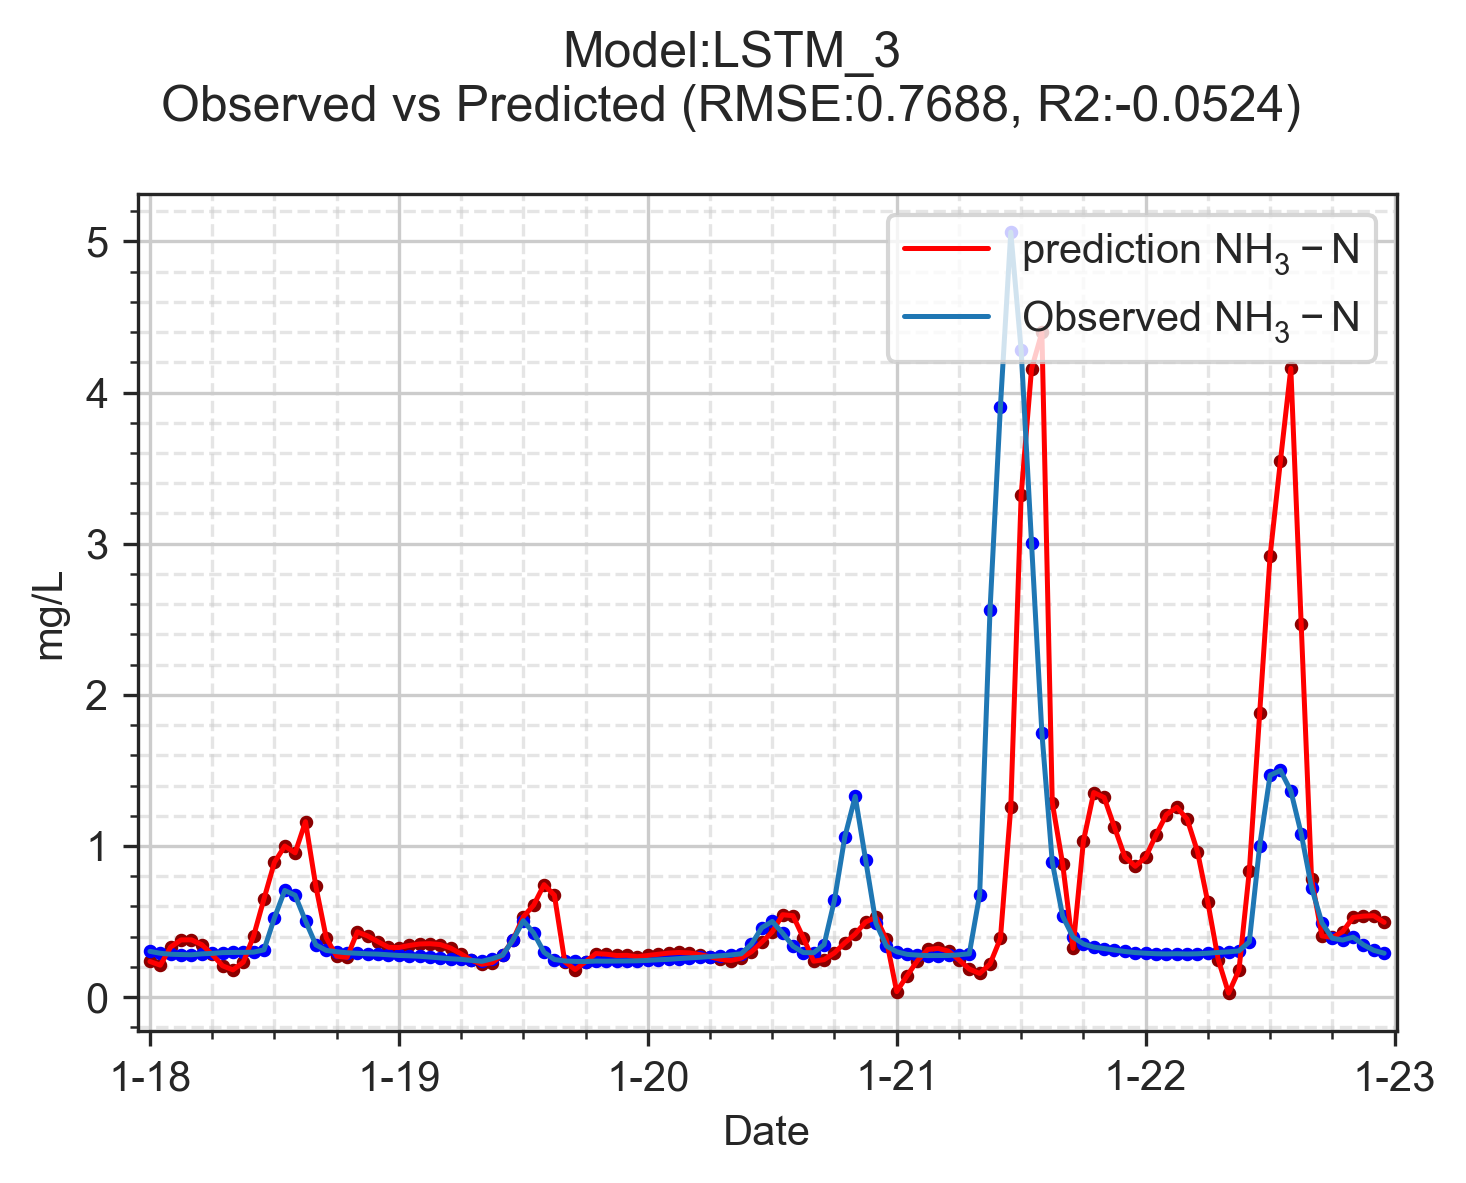 Model:LSTM_3
Observed vs Predicted (RMSE:0.7688, R2:-0.0524)
prediction NH₃ − N
Observed NH₃ − N
5
4
3
2
1
0
mg/L
1-18 1-19 1-20 1-21 1-22 1-23
Date